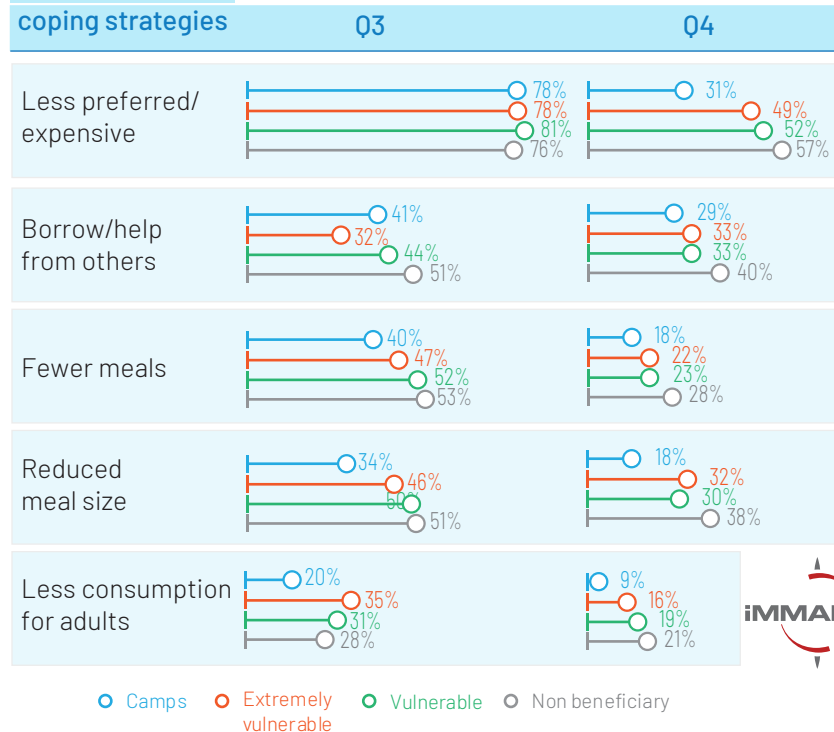 coping strategies Q3 Q4
Less preferred/
expensive
78% 31%
78% 49%
81% 52%
76% 57%
Borrow/help
from others
41% 29%
32% 33%
44% 33%
51% 40%
Fewer meals
40% 18%
47% 22%
52% 23%
53% 28%
Reduced
meal size
34% 18%
46% 32%
50% 30%
51% 38%
Less consumption
for adults
20% 9%
35% 16%
31% 19%
28% 21%
iMMA
Camps Extremely Vulnerable Non beneficiary
vulnerable